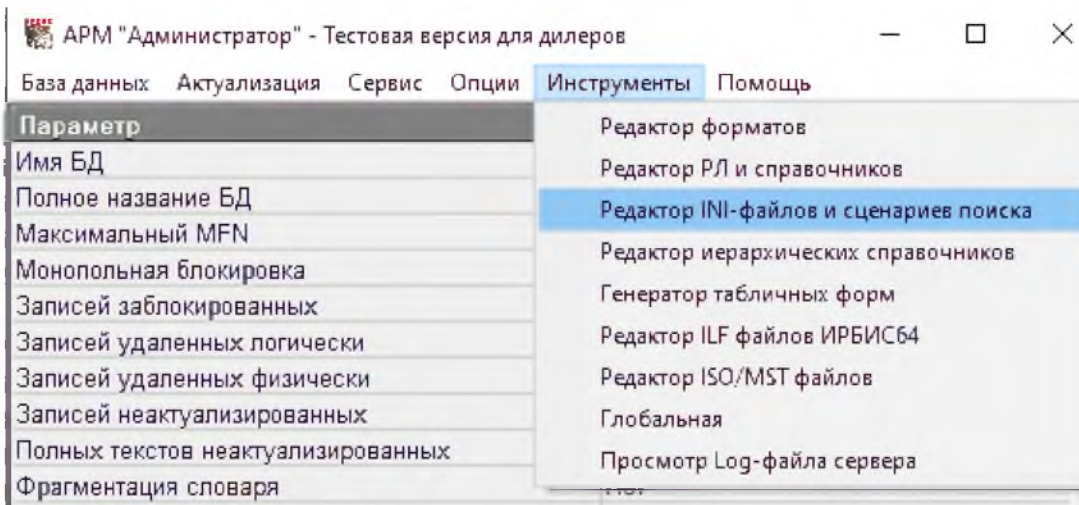 АРМ "Администратор" - Тестовая версия для дилеров
База данных Актуализация Сервис Опции Инструменты Помощь
Параметр
Имя БД
Полное название БД
Максимальный MFN
Монопольная блокировка
Записей заблокированных
Записей удаленных логически
Записей удаленных физически
Записей неактуализированных
Полных текстов неактуализированных
Фрагментация словаря
Редактор форматов
Редактор РЛ и справочников
Редактор INI-файлов и сценариев поиска
Редактор иерархических справочников
Генератор табличных форм
Редактор ILF файлов ИРБИС64
Редактор ISO/MST файлов
Глобальная
Просмотр Log-файла сервера